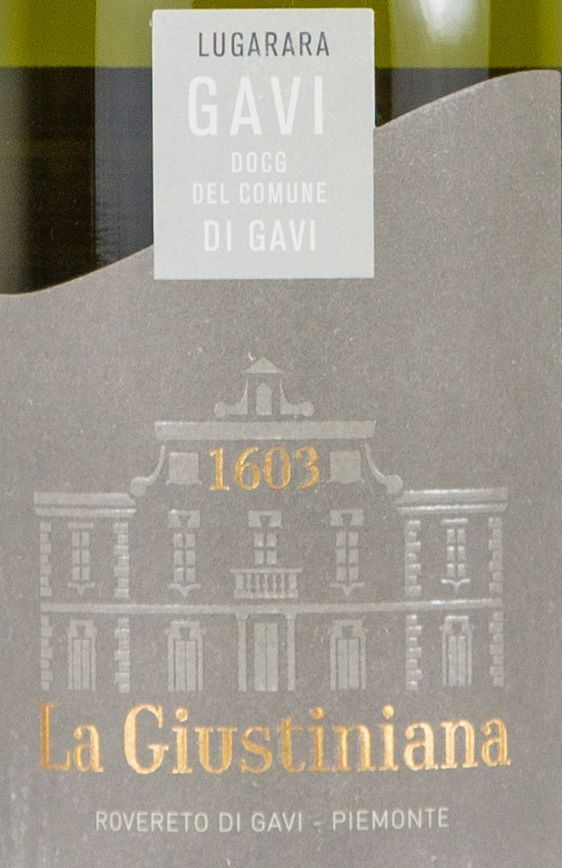 LUGARARA
GAVI
DOCG
DEL COMUNE
DI GAVI
1603
La Giustiniana
ROVERETO DI GAVI - PIEMONTE